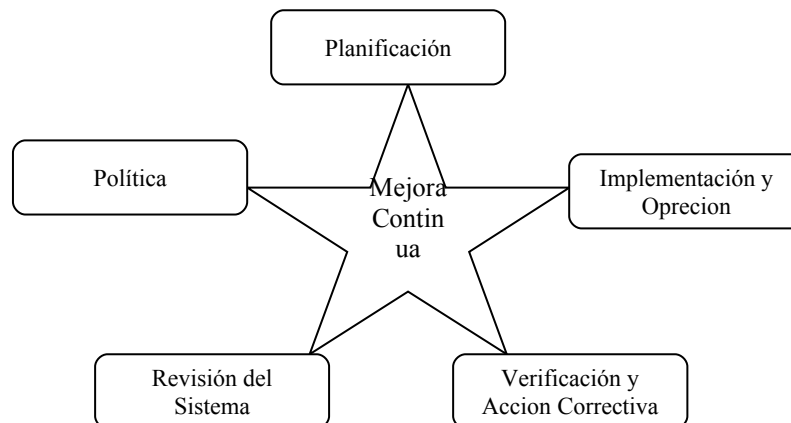 Planificación
Política
Mejora
Contin
ua
Implementación y
Oprecion
Revisión del
Sistema
Verificación y
Accion Correctiva